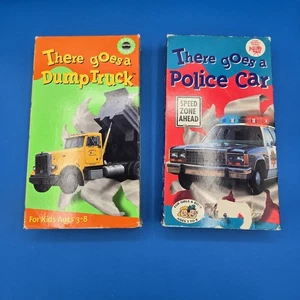 There goes a
Dump Truck
For Kids Ages 3-8
There goes a
Police Car
SPEED
ZONE
AHEAD